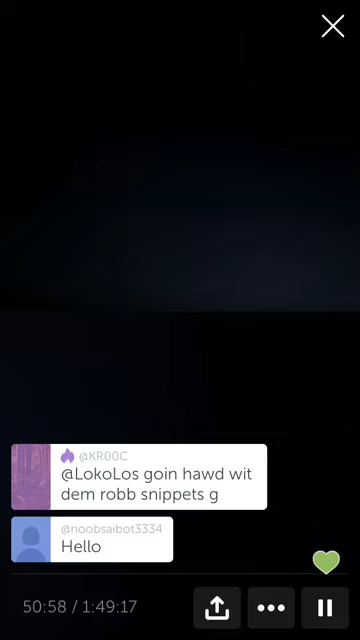 @KR00C
@LokoLos goin hawd wit
dem robb snippets g
@noobsaibot3334
Hello
50:58 / 1:49:17